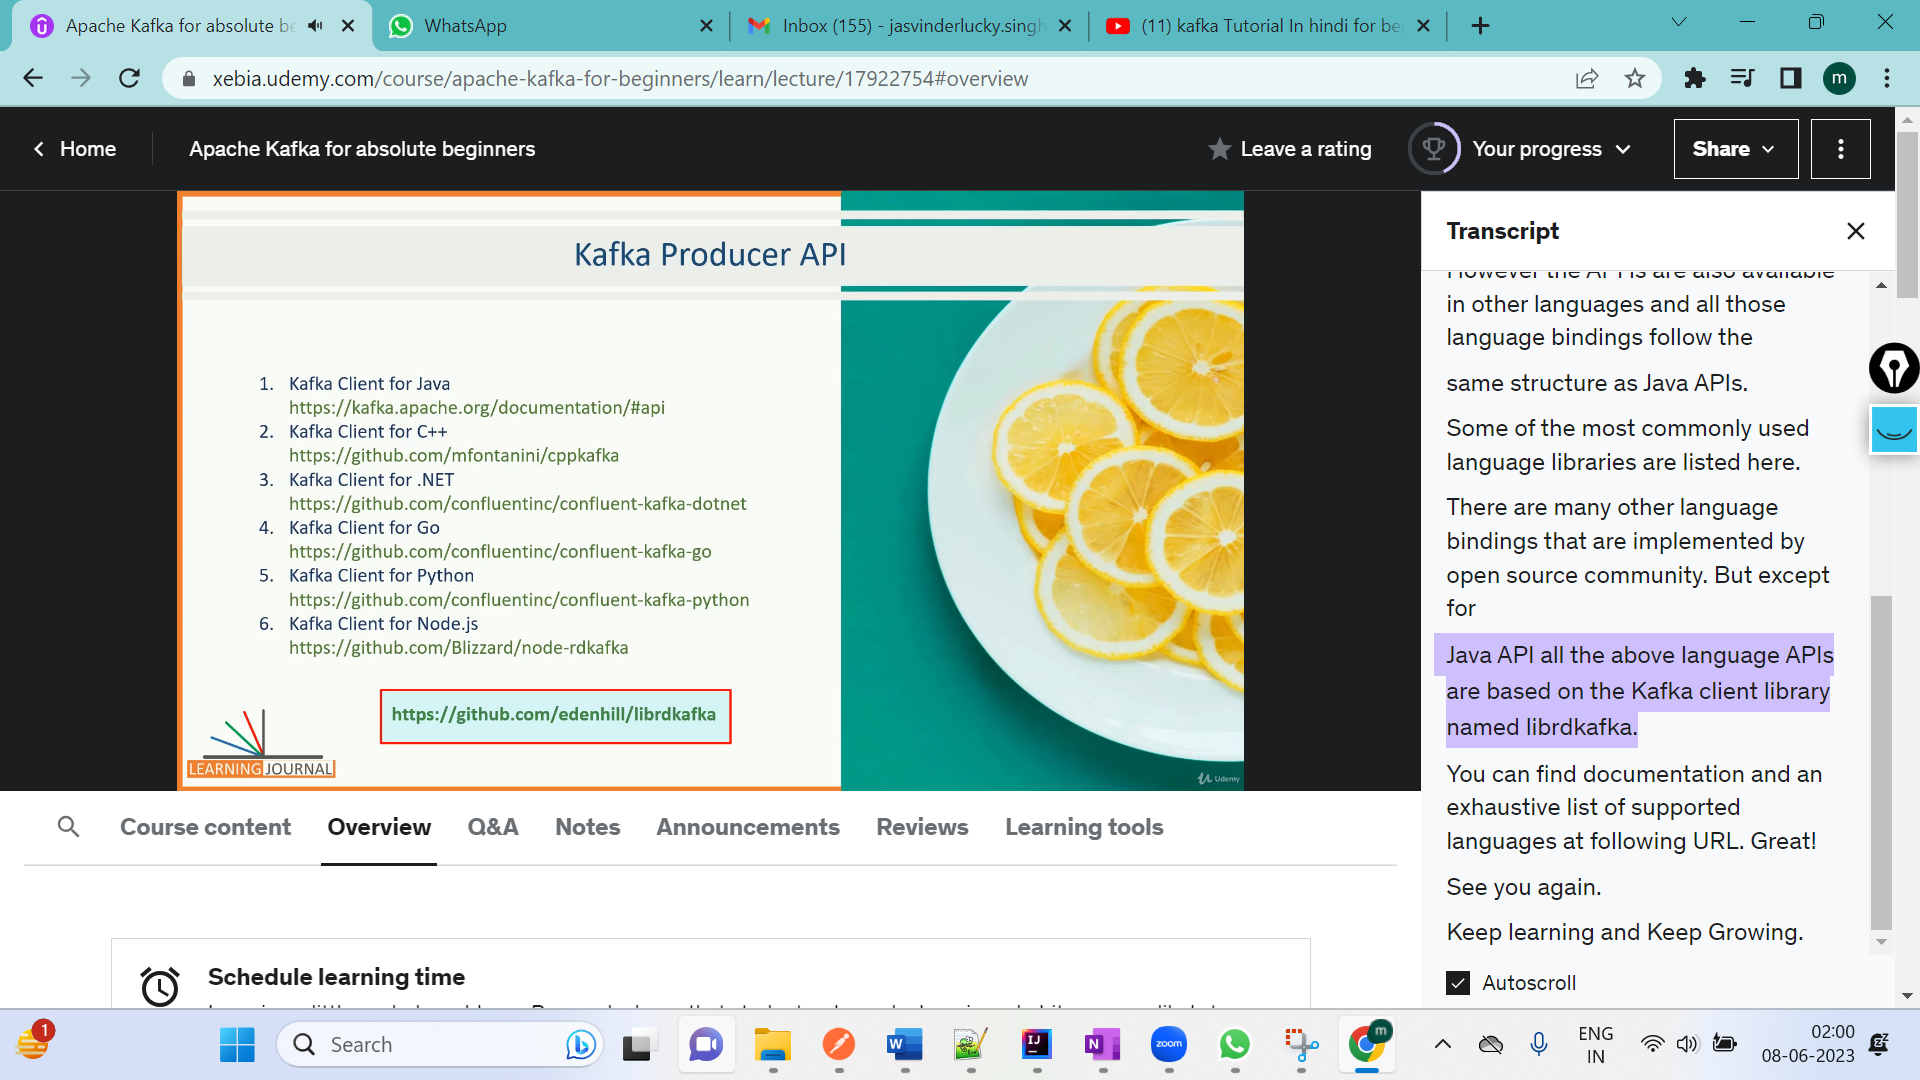 Apache Kafka for absolute be
WhatsApp
Inbox (155) - jasvinderlucky.singh
(11) kafka Tutorial In hindi for be
xebia.udemy.com/course/apache-kafka-for-beginners/learn/lecture/17922754#overview
m
Home
Apache Kafka for absolute beginners
Leave a rating
Your progress
Share
Kafka Producer API
1. Kafka Client for Java
https://kafka.apache.org/documentation/#api
2. Kafka Client for C++
https://github.com/mfontanini/cppkafka
3. Kafka Client for .NET
https://github.com/confluentinc/confluent-kafka-dotnet
4. Kafka Client for Go
https://github.com/confluentinc/confluent-kafka-go
5. Kafka Client for Python
https://github.com/confluentinc/confluent-kafka-python
6. Kafka Client for Node.js
https://github.com/Blizzard/node-rdkafka
https://github.com/edenhill/librdkafka
LEARNING JOURNAL
Udemy
Transcript
However the APIs are also available
in other languages and all those
language bindings follow the
same structure as Java APIs.
Some of the most commonly used
language libraries are listed here.
There are many other language
bindings that are implemented by
open source community. But except
for
Java API all the above language APIs
are based on the Kafka client library
named librdkafka.
You can find documentation and an
exhaustive list of supported
languages at following URL. Great!
See you again.
Keep learning and Keep Growing.
Autoscroll
Course content
Overview
Q&A
Notes
Announcements
Reviews
Learning tools
Schedule learning time
1
Search
W
IJ
N
zoom
m
ENG
IN
02:00
08-06-2023